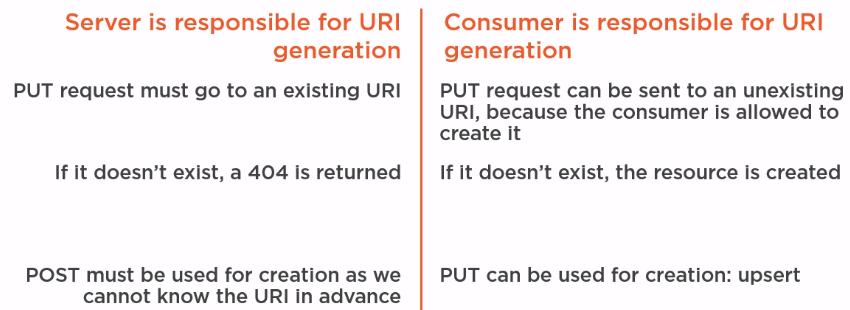 Server is responsible for URI
generation
PUT request must go to an existing URI
If it doesn't exist, a 404 is returned
POST must be used for creation as we
cannot know the URI in advance
Consumer is responsible for URI
generation
PUT request can be sent to an unexisting
URI, because the consumer is allowed to
create it
If it doesn't exist, the resource is created
PUT can be used for creation: upsert